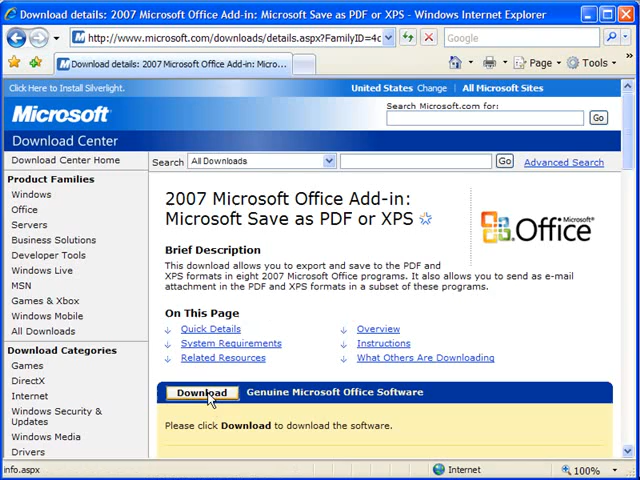 Download details: 2007 Microsoft Office Add-in: Microsoft Save as PDF or XPS - Windows Internet Explorer
http://www.microsoft.com/downloads/details.aspx?FamilyID=4c
Google
Download details: 2007 Microsoft Office Add-in: Micro...
Page
Tools
Click Here to Install Silverlight.
United States Change | All Microsoft Sites
Microsoft
Search Microsoft.com for:
Go
Download Center
Download Center Home
Search All Downloads Go Advanced Search
Product Families
Windows
Office
Servers
Business Solutions
Developer Tools
Windows Live
MSN
Games & Xbox
Windows Mobile
All Downloads
Download Categories
Games
DirectX
Internet
Windows Security &
Updates
Windows Media
Drivers
2007 Microsoft Office Add-in:
Microsoft Save as PDF or XPS
Microsoft®
Office
Brief Description
This download allows you to export and save to the PDF and
XPS formats in eight 2007 Microsoft Office programs. It also allows you to send as e-mail
attachment in the PDF and XPS formats in a subset of these programs.
On This Page
Quick Details
Overview
System Requirements
Instructions
Related Resources
What Others Are Downloading
Download Genuine Microsoft Office Software
Please click Download to download the software.
info.aspx
Internet
100%